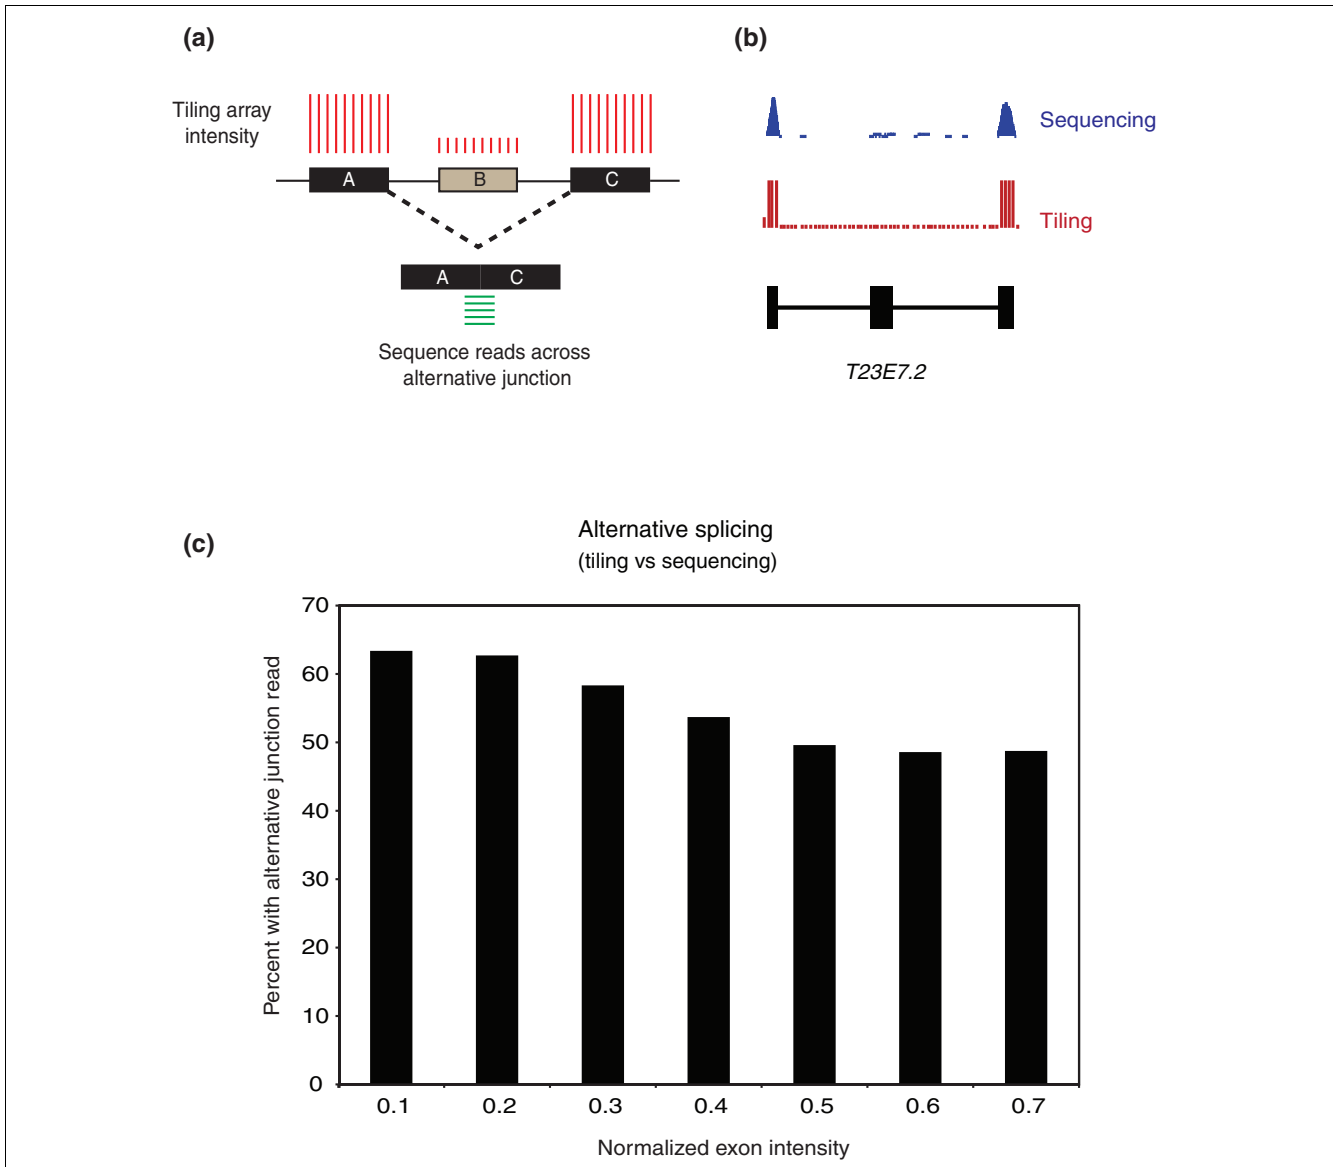 (a)
Tiling array
intensity
A
B
C
A
C
Sequence reads across
alternative junction
(b)
Sequencing
Tiling
T23E7.2
(c)
Alternative splicing
(tiling vs sequencing)
Percent with alternative junction read
70
60
50
40
30
20
10
0
0.1 0.2 0.3 0.4 0.5 0.6 0.7
Normalized exon intensity